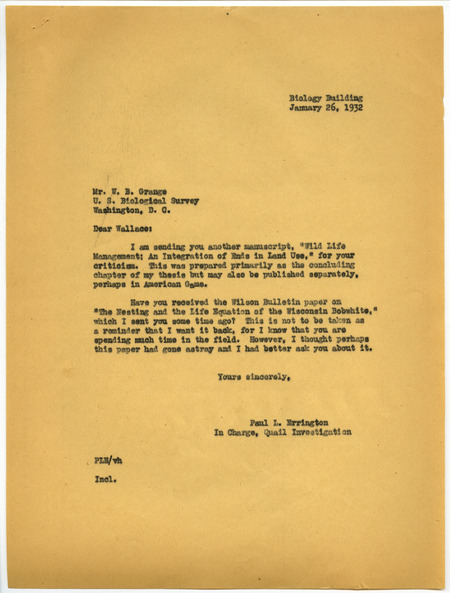 Biology Building
January 26, 1932
Mr. W. B. Grange
U. S. Biological Survey
Washington, D. C.
Dear Wallace:
I am sending you another manuscript, "Wild Life
Management; An Integration of Ends in Land Use," for your
criticism. This was prepared primarily as the concluding
chapter of my thesis but may also be published separately,
perhaps in American Game.
Have you received the Wilson Bulletin paper on
"The Nesting and the Life Equation of the Wisconsin Bobwhite,"
which I sent you some time ago? This is not to be taken as
a reminder that I want it back, for I know that you are
spending much time in the field. However, I thought perhaps
this paper had gone astray and I had better ask you about it.
Yours sincerely,
Paul L. Errington
In Charge, Quail Investigation
PLE/vh
Incl.